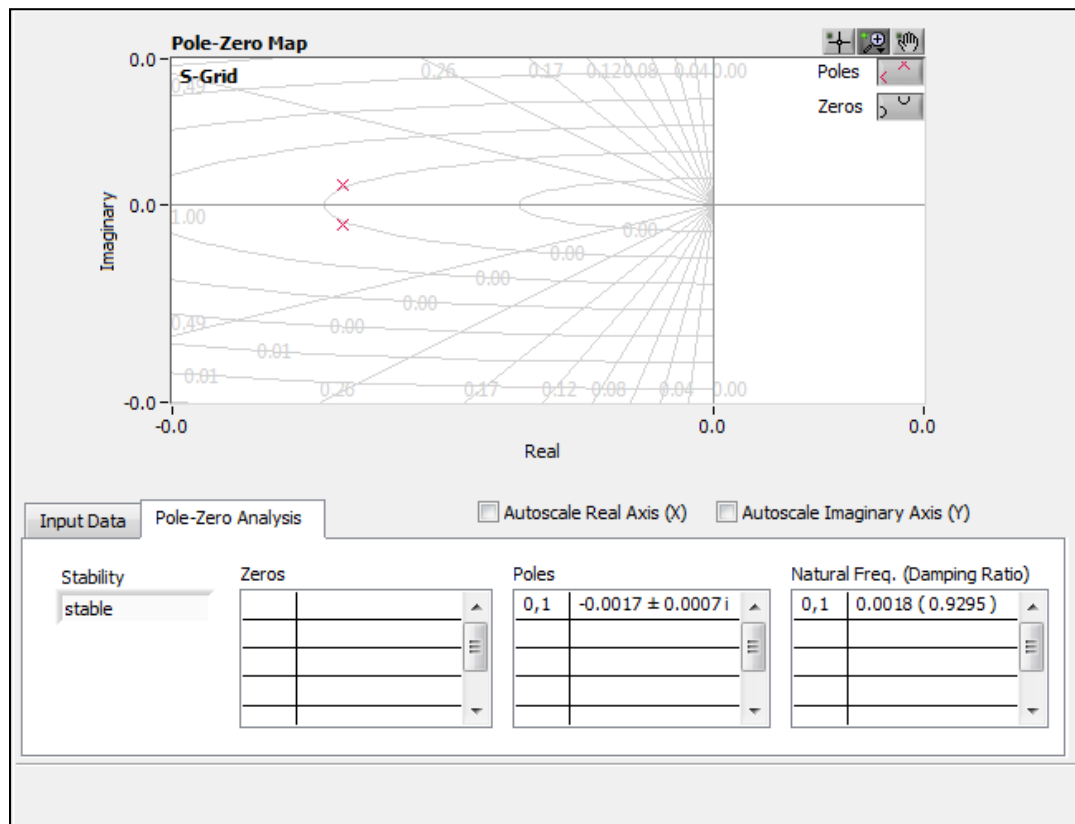 Pole-Zero Map
0.0
S-Grid
0.26
0.17
0.12
0.08
0.04
0.00
Poles
0.49
Zeros
Imaginary
0.0
1.00
0.00
0.00
0.00
0.00
0.49
0.00
0.01
0.01
0.26
0.17
0.12
0.08
0.04
0.00
-0.0
-0.0
0.0
0.0
Real
Input Data
Pole-Zero Analysis
Autoscale Real Axis (X)
Autoscale Imaginary Axis (Y)
Stability
Zeros
Poles
Natural Freq. (Damping Ratio)
stable
0,1
-0.0017 ± 0.0007 i
0,1
0.0018 ( 0.9295 )